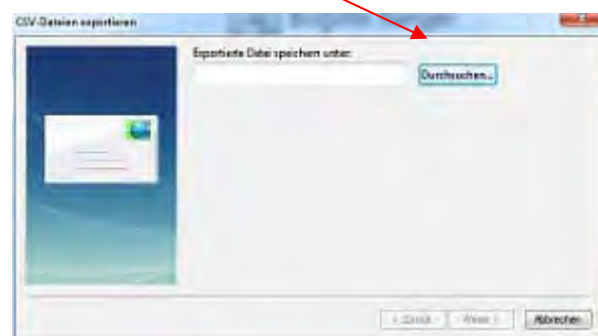 CSV-Dateien exportieren
Exportierte Datei speichern unter:
Durchsuchen...
< Zurück
Weiter >
Abbrechen